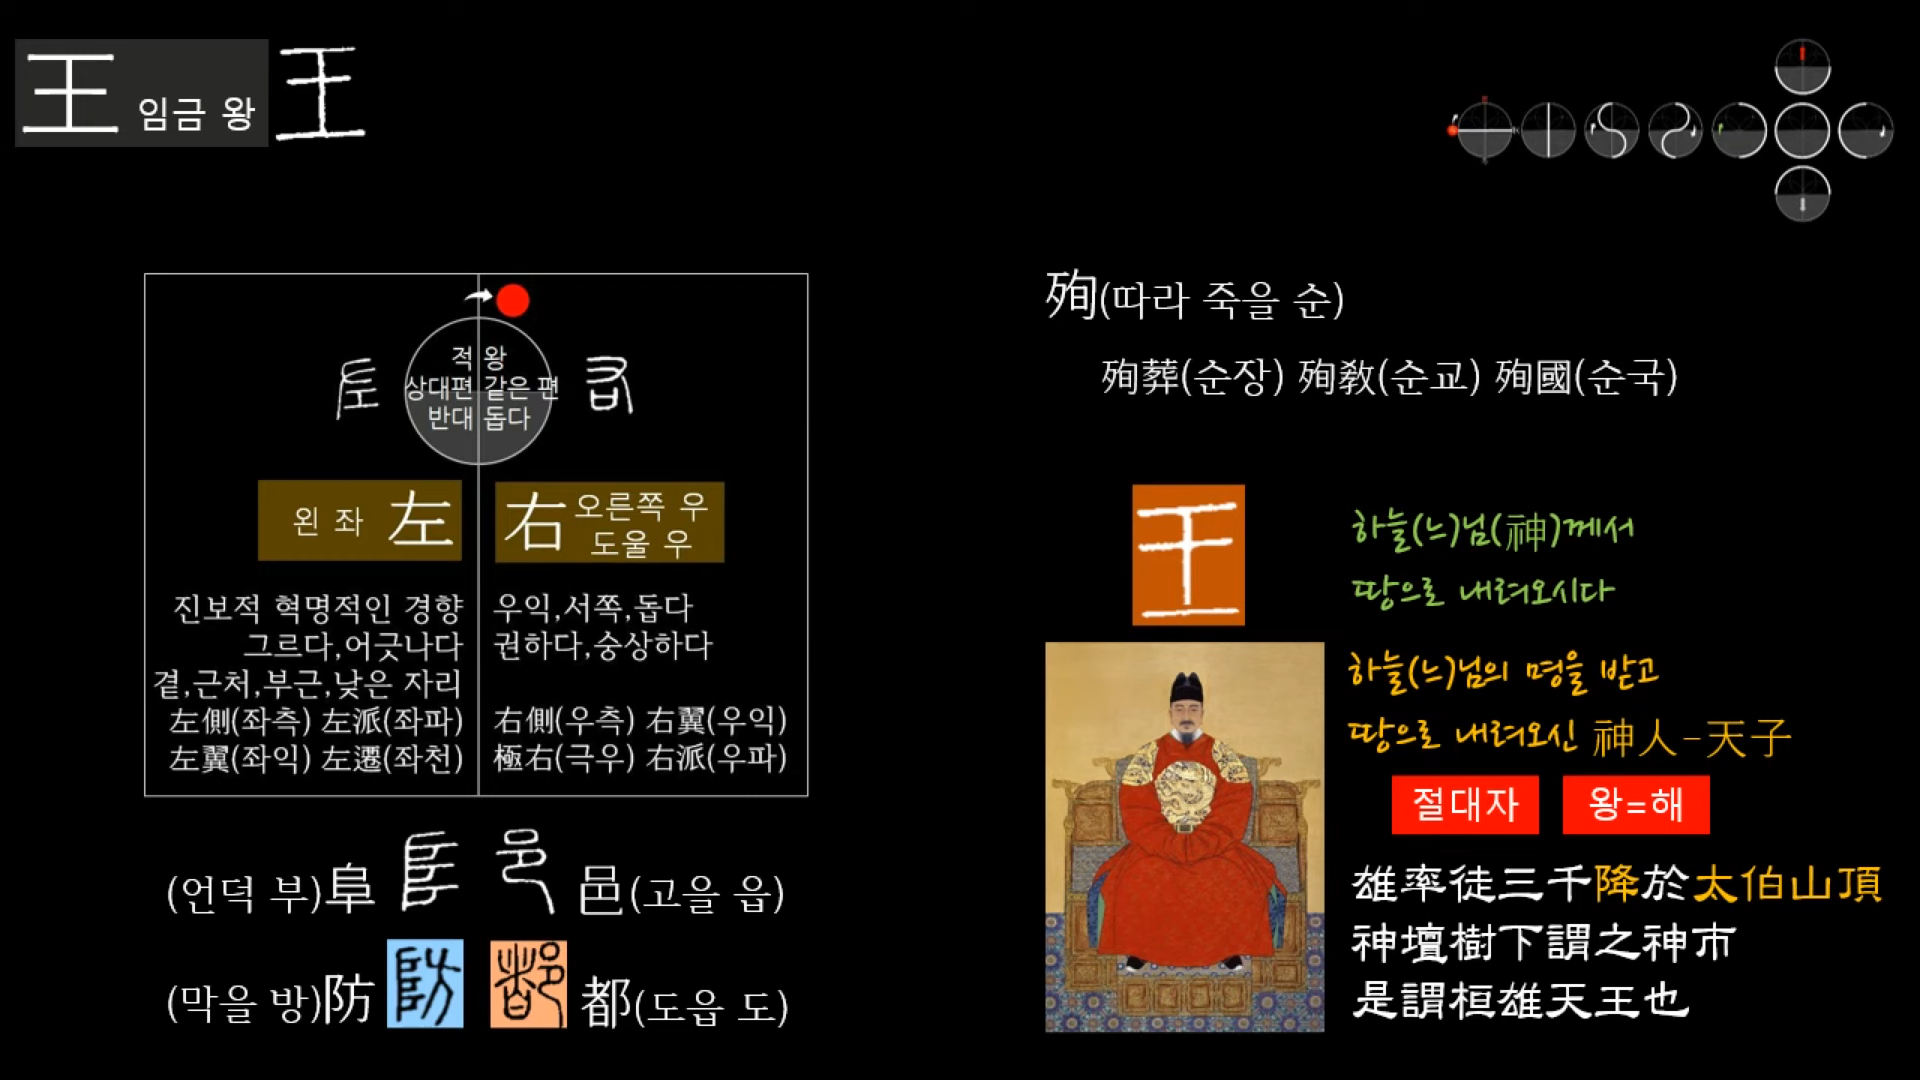 王 임금 왕 王
적 왕
상대편 같은 편
반대 돕다
左 右
왼 좌 左
右 오른쪽 우
도울 우
진보적 혁명적인 경향
그르다,어긋나다
곁,근처,부근,낮은 자리
左側(좌측) 左派(좌파)
左翼(좌익) 左遷(좌천)
우익,서쪽,돕다
권하다,숭상하다
右側(우측) 右翼(우익)
極右(극우) 右派(우파)
(언덕 부)阜 阜 邑 邑(고을 읍)
(막을 방)防 防 都 都(도읍 도)
殉(따라 죽을 순)
殉葬(순장) 殉敎(순교) 殉國(순국)
王
하늘(느)님(神)께서
땅으로 내려오시다
하늘(느)님의 명을 받고
땅으로 내려오신 神人-天子
절대자 왕=해
雄率徒三千降於太伯山頂
神壇樹下謂之神市
是謂桓雄天王也